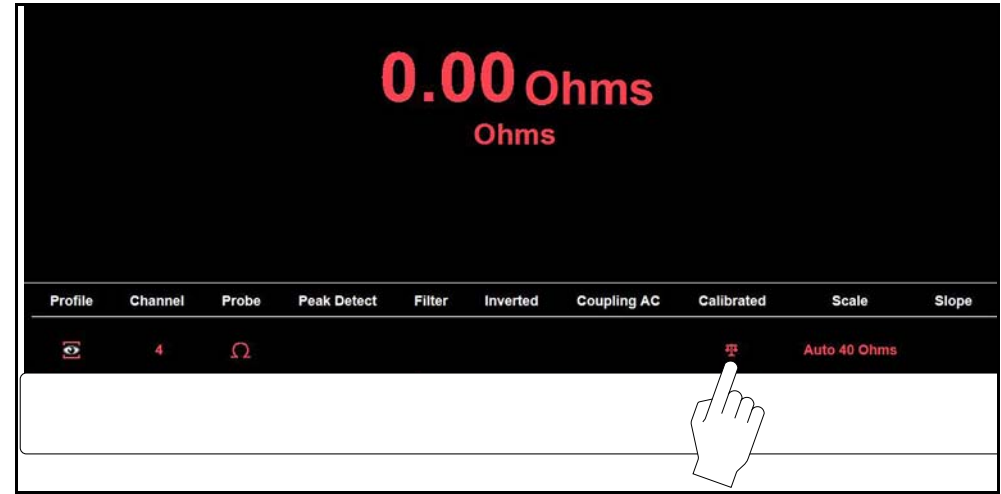 0.00 Ohms
Ohms
Profile Channel Probe Peak Detect Filter Inverted Coupling AC Calibrated Scale Slope
4 Ω Auto 40 Ohms